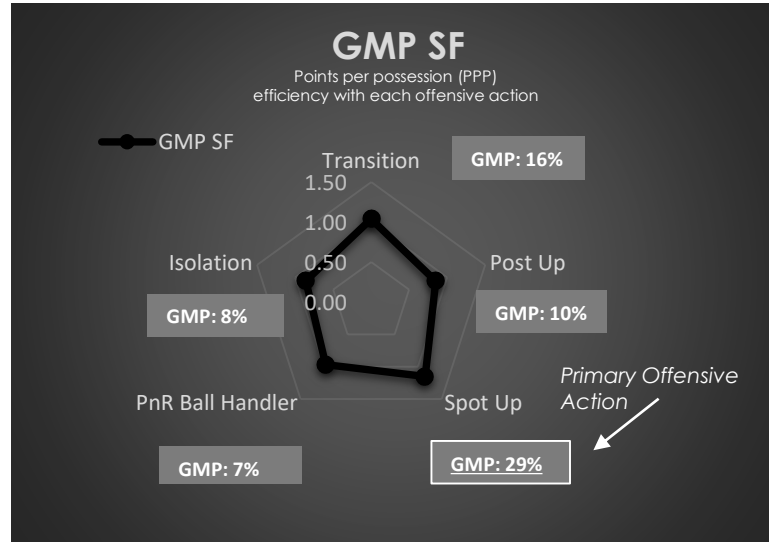 GMP SF
Points per possession (PPP)
efficiency with each offensive action
GMP SF
Transition
GMP: 16%
1.50
1.00
0.50
0.00
Isolation
GMP: 8%
Post Up
GMP: 10%
PnR Ball Handler
GMP: 7%
Spot Up
GMP: 29%
Primary Offensive
Action